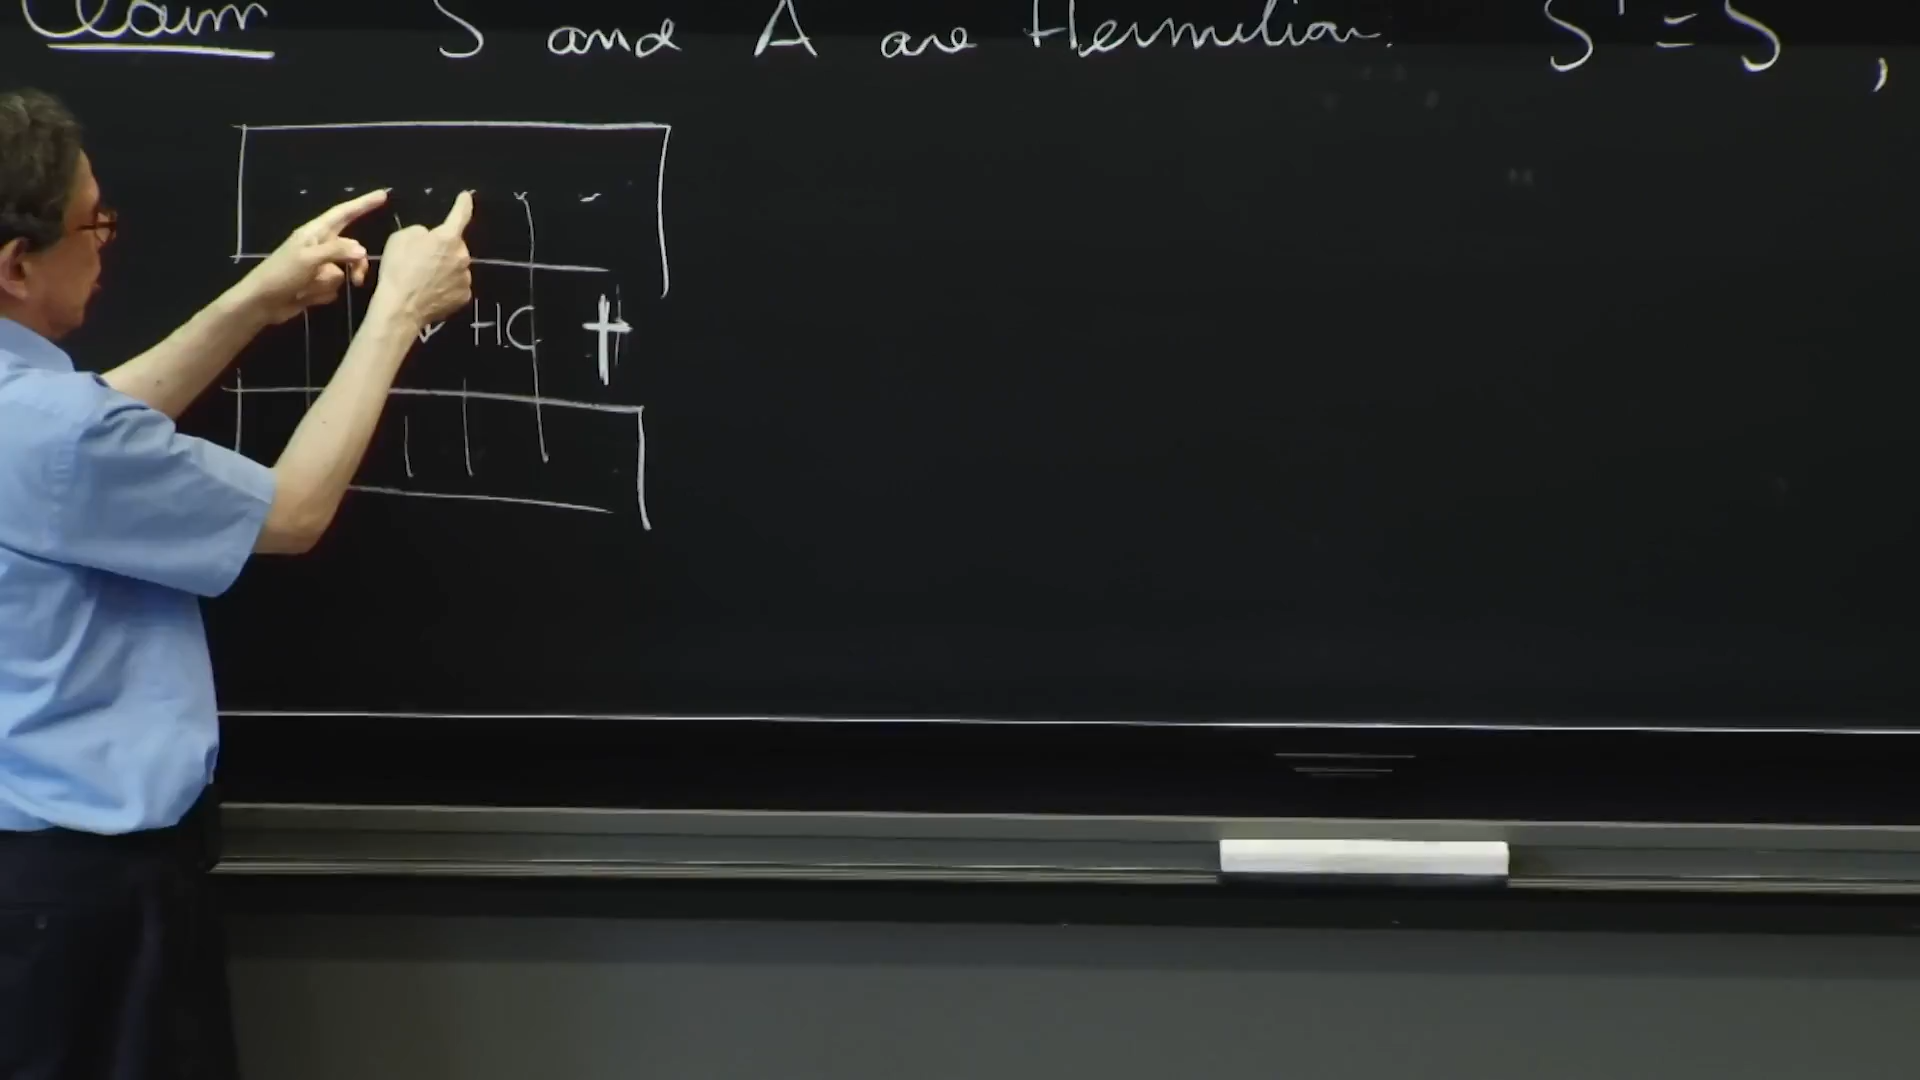 Claim S and A are Hermitian. S† = S ,
H.C †